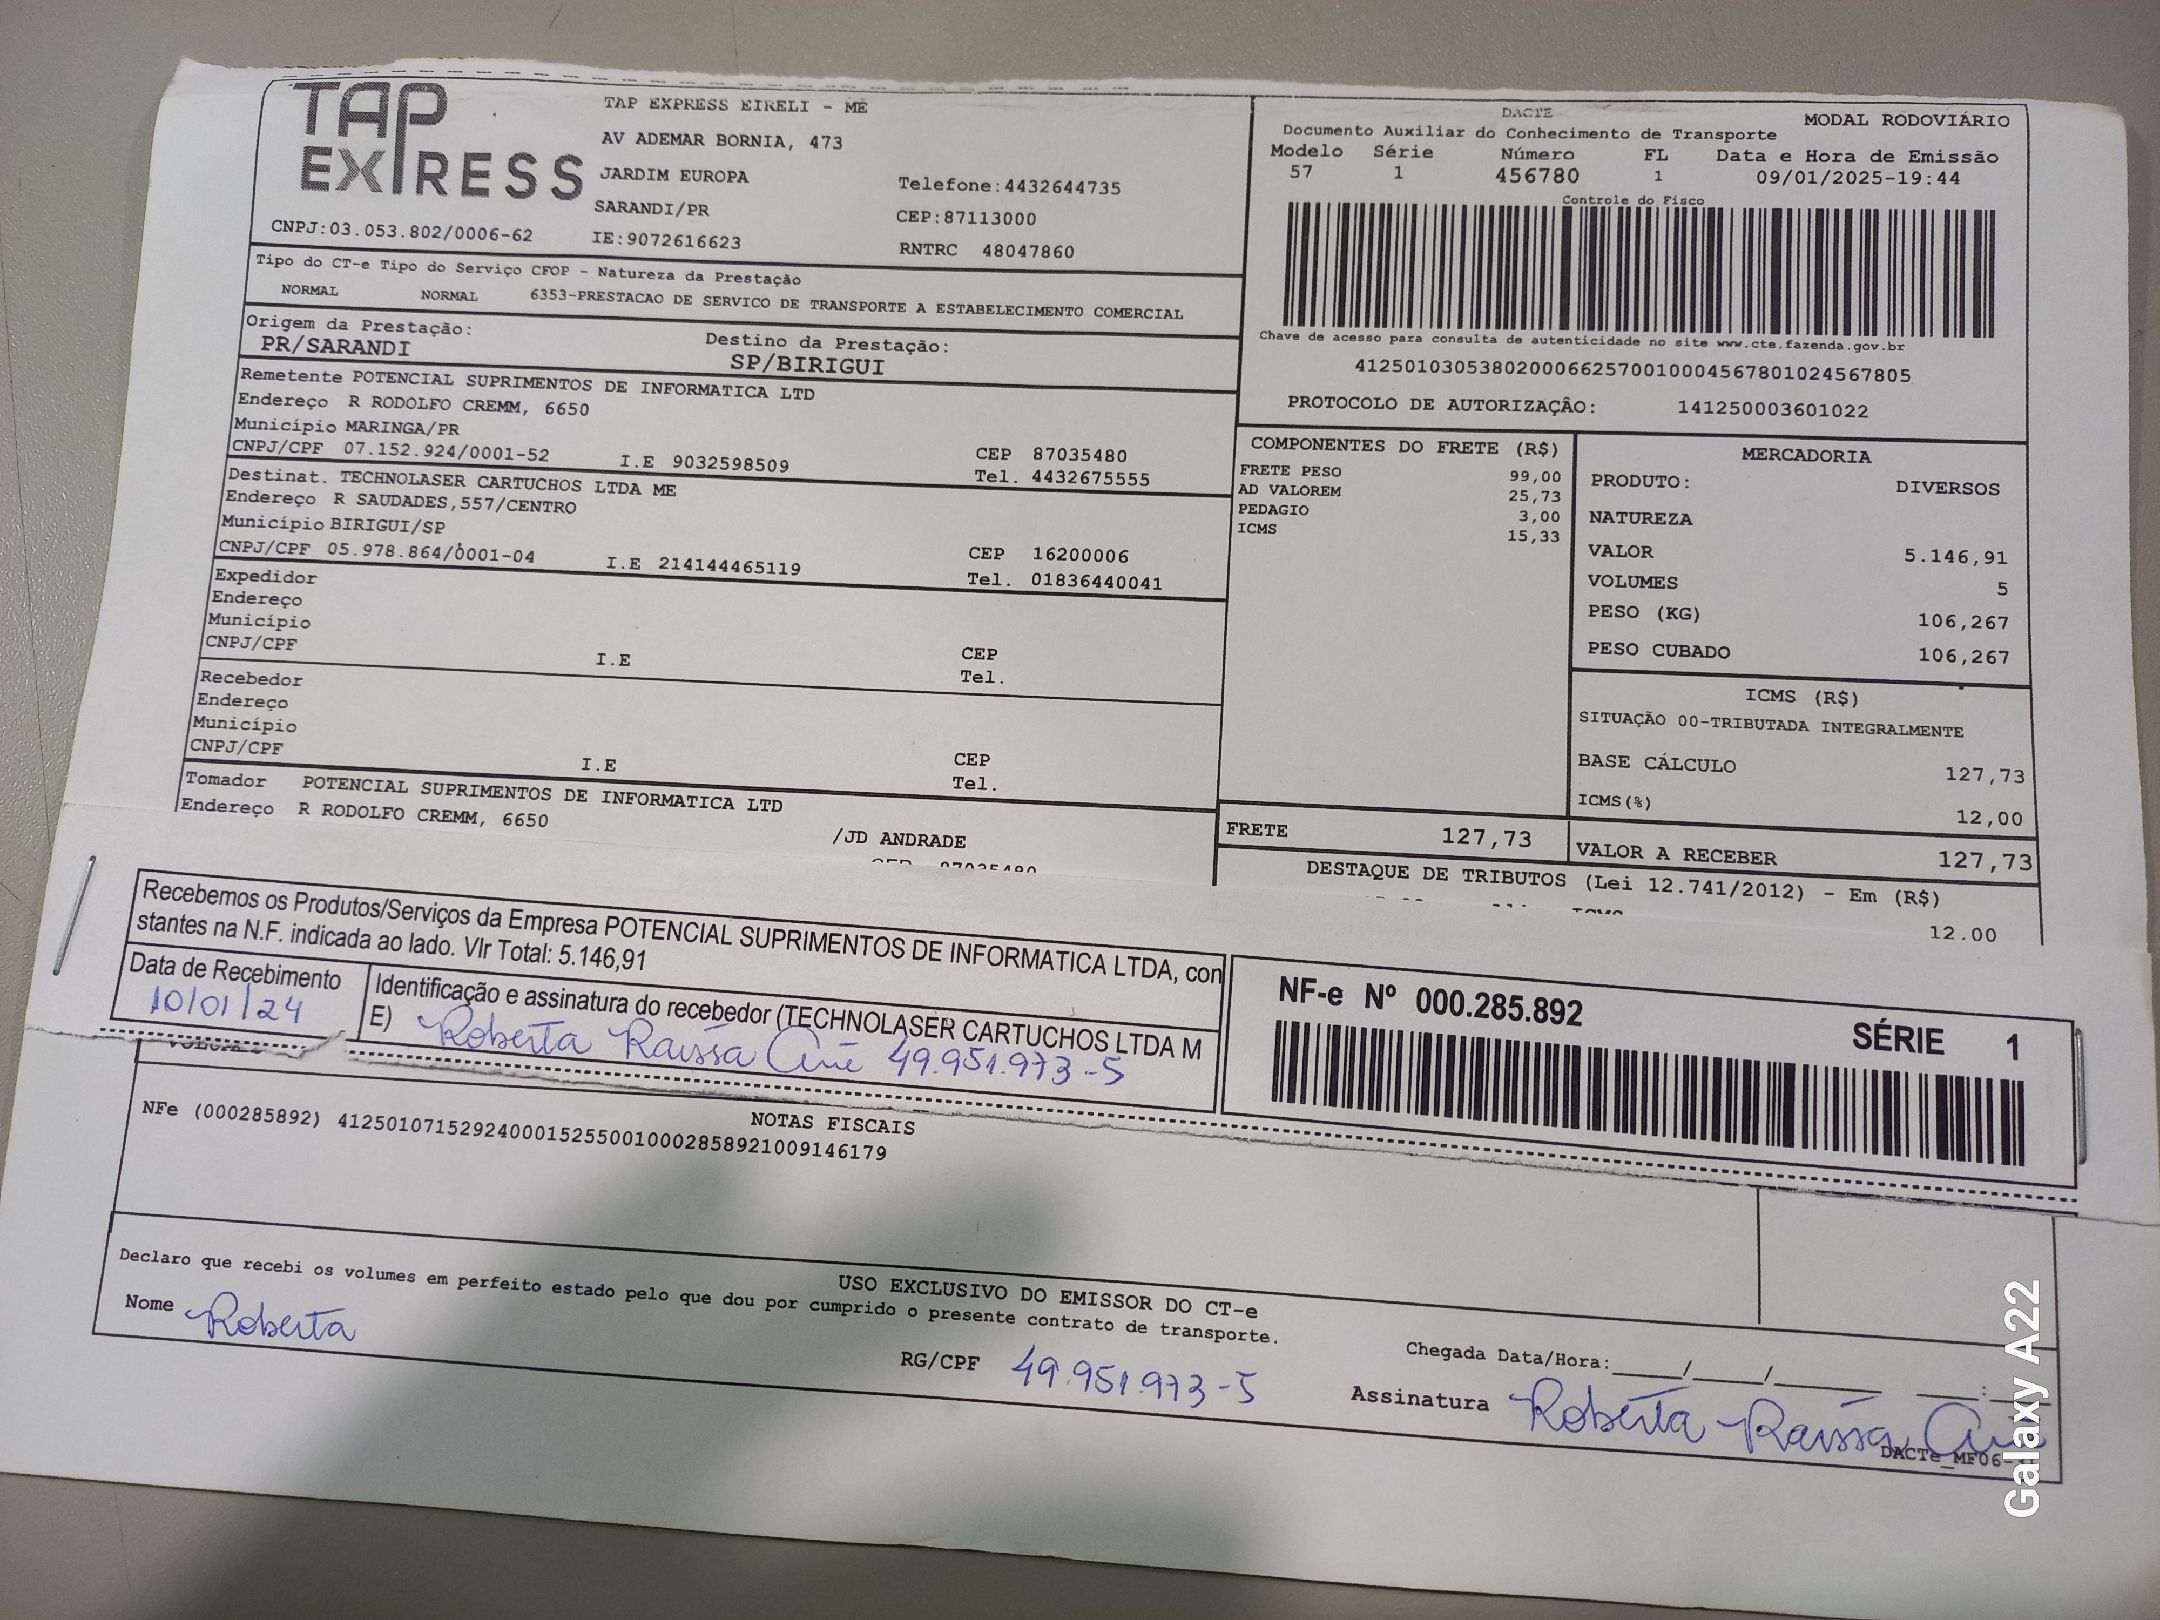 TAP EXPRESS
TAP EXPRESS EIRELI - ME
AV ADEMAR BORNIA, 473
JARDIM EUROPA
Telefone:4432644735
SARANDI/PR
CEP:87113000
CNPJ:03.053.802/0006-62
IE:9072616623
RNTRC 48047860
DACTE
MODAL RODOVIÁRIO
Documento Auxiliar do Conhecimento de Transporte
Modelo Série Número FL Data e Hora de Emissão
57 1 456780 1 09/01/2025-19:44
Controle do Fisco
Chave de acesso para consulta de autenticidade no site www.cte.fazenda.gov.br
41250103053802000662570010004567801024567805
PROTOCOLO DE AUTORIZAÇÂO: 141250003601022
Tipo do CT-e Tipo do Serviço CFOP - Natureza da Prestação
NORMAL NORMAL 6353-PRESTACAO DE SERVICO DE TRANSPORTE A ESTABELECIMENTO COMERCIAL
Origem da Prestação: Destino da Prestação:
PR/SARANDI SP/BIRIGUI
Remetente POTENCIAL SUPRIMENTOS DE INFORMATICA LTD
Endereço R RODOLFO CREMM, 6650
Município MARINGA/PR CEP 87035480
CNPJ/CPF 07.152.924/0001-52 I.E 9032598509 Tel. 4432675555
Destinat. TECHNOLASER CARTUCHOS LTDA ME
Endereço R SAUDADES,557/CENTRO
Município BIRIGUI/SP CEP 16200006
CNPJ/CPF 05.978.864/0001-04 I.E 214144465119 Tel. 01836440041
Expedidor
Endereço
Município CEP
CNPJ/CPF I.E Tel.
Recebedor
Endereço
Município CEP
CNPJ/CPF I.E Tel.
Tomador POTENCIAL SUPRIMENTOS DE INFORMATICA LTD
Endereço R RODOLFO CREMM, 6650 /JD ANDRADE
CEP 87035480
COMPONENTES DO FRETE (R$)
FRETE PESO 99,00
AD VALOREM 25,73
PEDAGIO 3,00
ICMS 15,33
MERCADORIA
PRODUTO: DIVERSOS
NATUREZA
VALOR 5.146,91
VOLUMES 5
PESO (KG) 106,267
PESO CUBADO 106,267
ICMS (R$)
SITUAÇÃO 00-TRIBUTADA INTEGRALMENTE
BASE CÁLCULO 127,73
ICMS(%) 12,00
FRETE 127,73
VALOR A RECEBER 127,73
DESTAQUE DE TRIBUTOS (Lei 12.741/2012) - Em (R$)
12.00
Recebemos os Produtos/Serviços da Empresa POTENCIAL SUPRIMENTOS DE INFORMATICA LTDA, con
stantes na N.F. indicada ao lado. Vlr Total: 5.146,91
Data de Recebimento
10/01/24
Identificação e assinatura do recebedor (TECHNOLASER CARTUCHOS LTDA M
E) Roberta Raissa 49.951.973-5
NF-e Nº 000.285.892
SÉRIE 1
NOTAS FISCAIS
NFe (000285892) 41250107152924000152550010002858921009146179
USO EXCLUSIVO DO EMISSOR DO CT-e
Declaro que recebi os volumes em perfeito estado pelo que dou por cumprido o presente contrato de transporte.
Nome Roberta
RG/CPF 49.951.973-5
Chegada Data/Hora:____/____/____ ___:
Assinatura Roberta Raissa
DACTe_MF06-
Galaxy A22